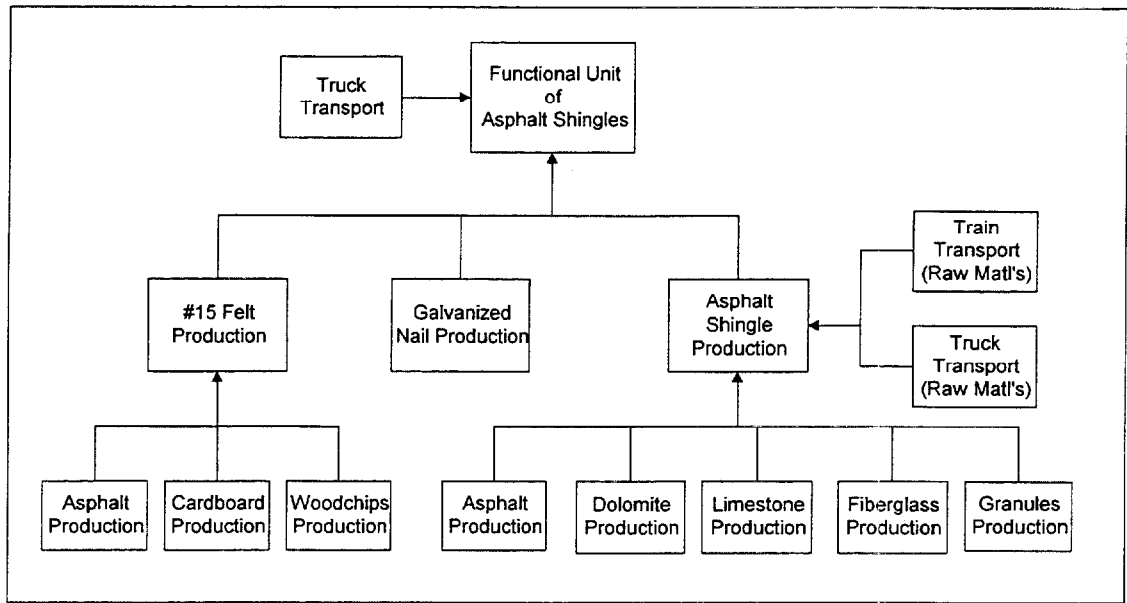 Truck
Transport
Functional Unit
of
Asphalt Shingles
Train
Transport
(Raw Matl's)
#15 Felt
Production
Galvanized
Nail Production
Asphalt
Shingle
Production
Truck
Transport
(Raw Matl's)
Asphalt
Production
Cardboard
Production
Woodchips
Production
Asphalt
Production
Dolomite
Production
Limestone
Production
Fiberglass
Production
Granules
Production